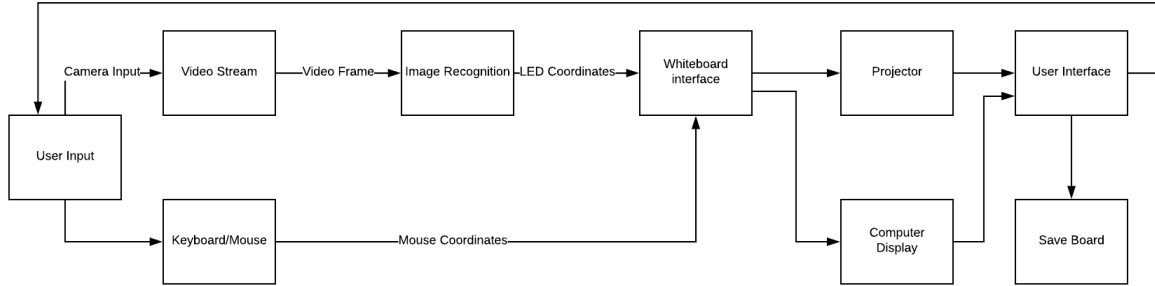 Camera Input
Video Stream
Video Frame
Image Recognition
LED Coordinates
Whiteboard
interface
Projector
User Interface
User Input
Keyboard/Mouse
Mouse Coordinates
Computer
Display
Save Board